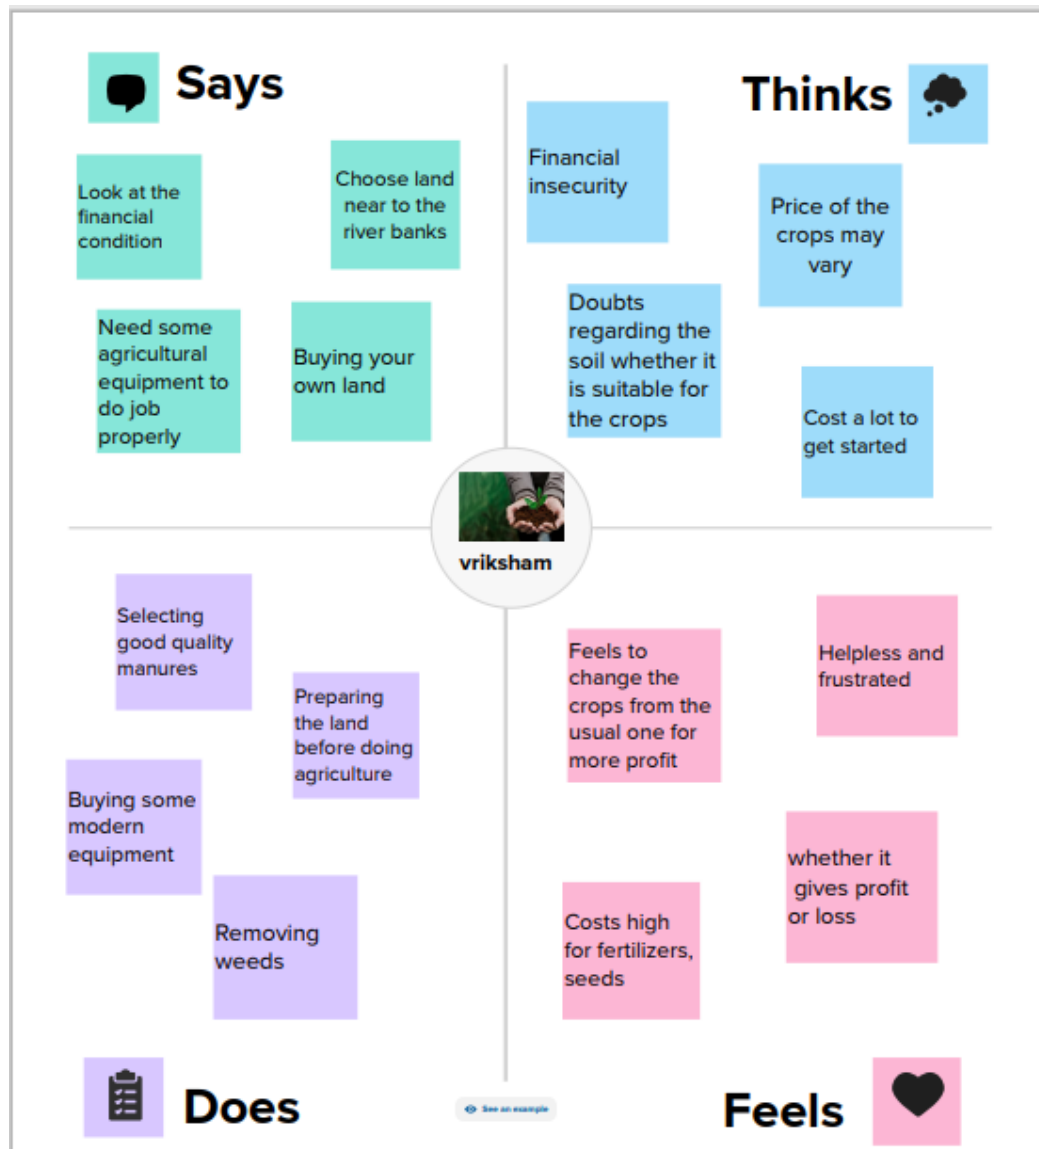 Says
Look at the
financial
condition
Choose land
near to the
river banks
Need some
agricultural
equipment to
do job
properly
Buying your
own land
Thinks
Financial
insecurity
Price of the
crops may
vary
Doubts
regarding the
soil whether it
is suitable for
the crops
Cost a lot to
get started
vriksham
Selecting
good quality
manures
Preparing
the land
before doing
agriculture
Buying some
modern
equipment
Removing
weeds
Does
Feels to
change the
crops from the
usual one for
more profit
Helpless and
frustrated
whether it
gives profit
or loss
Costs high
for fertilizers,
seeds
Feels
See an example